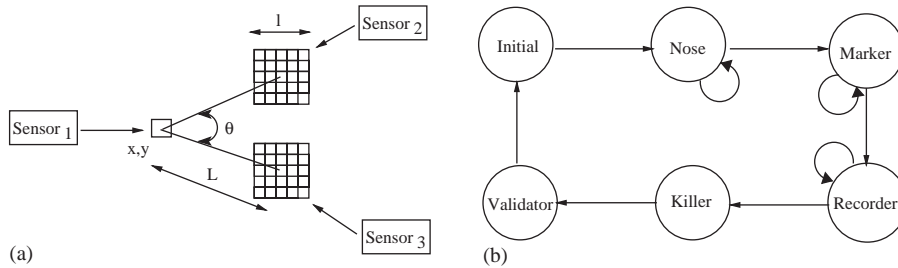 l
Sensor 2
Sensor 1
x,y
θ
L
Sensor 3
(a)
Initial
Nose
Marker
Validator
Killer
Recorder
(b)